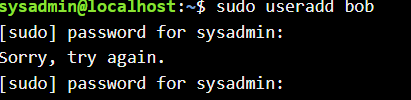 sysadmin@localhost:~$ sudo useradd bob
[sudo] password for sysadmin:
Sorry, try again.
[sudo] password for sysadmin: